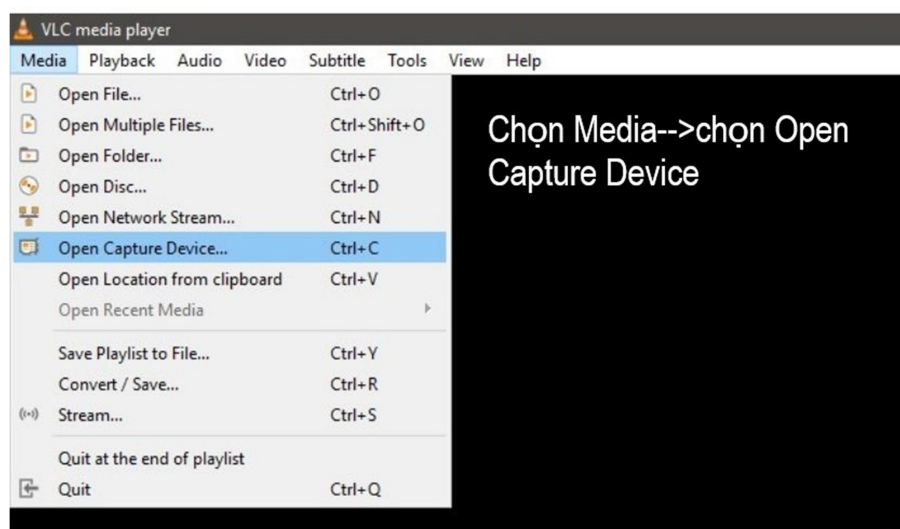 VLC media player
Media Playback Audio Video Subtitle Tools View Help
Open File... Ctrl+O
Open Multiple Files... Ctrl+Shift+O
Open Folder... Ctrl+F
Open Disc... Ctrl+D
Open Network Stream... Ctrl+N
Open Capture Device... Ctrl+C
Open Location from clipboard Ctrl+V
Open Recent Media
Save Playlist to File... Ctrl+Y
Convert / Save... Ctrl+R
Stream... Ctrl+S
Quit at the end of playlist
Quit Ctrl+Q
Chọn Media-->chọn Open
Capture Device